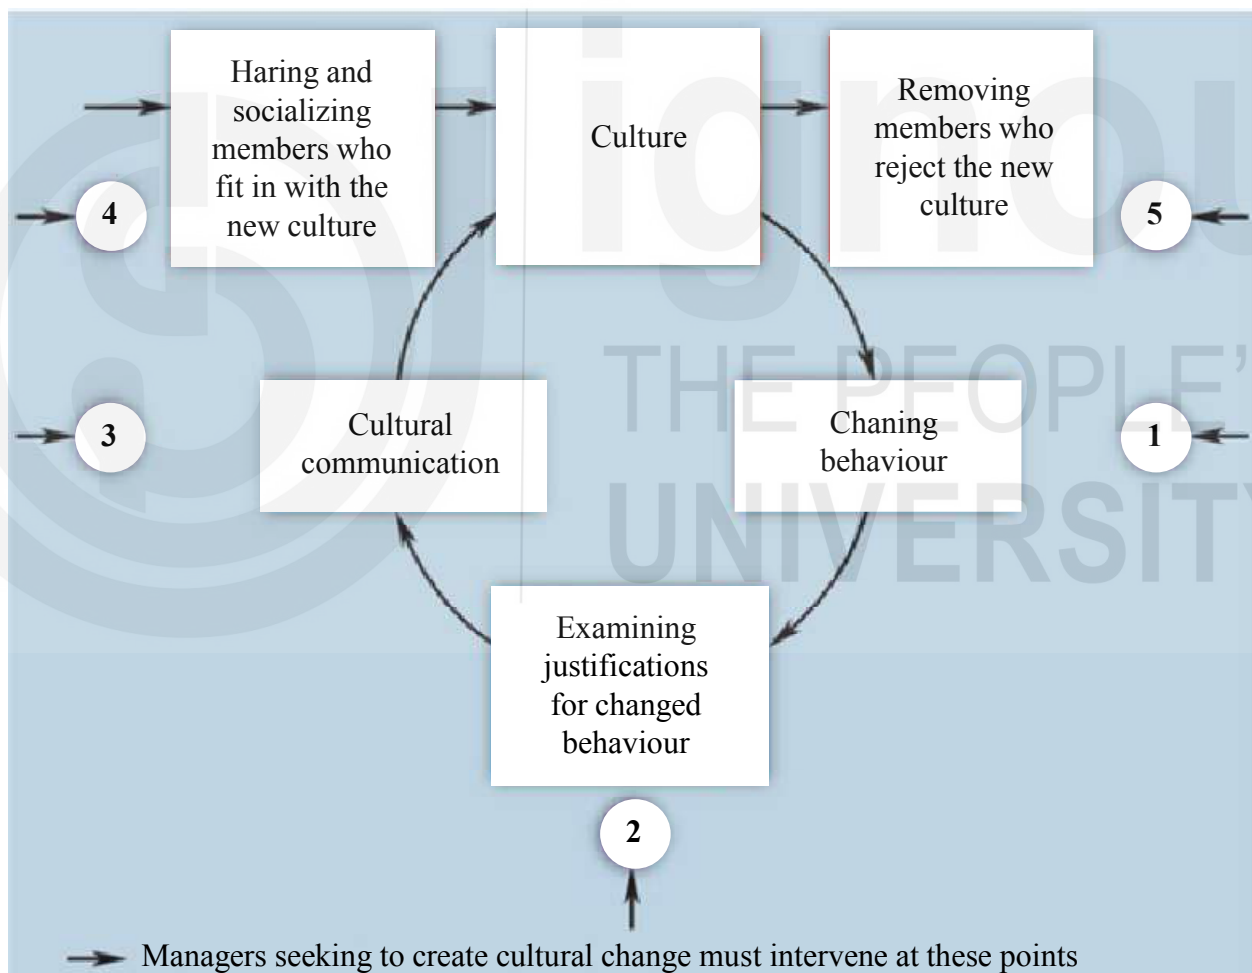 Haring and
socializing
members who
fit in with the
new culture
Culture
Removing
members who
reject the new
culture
4
5
Cultural
communication
Chaning
behaviour
3
1
Examining
justifications
for changed
behaviour
2
Managers seeking to create cultural change must intervene at these points
ignou
THE PEOPLE'
UNIVERSITY